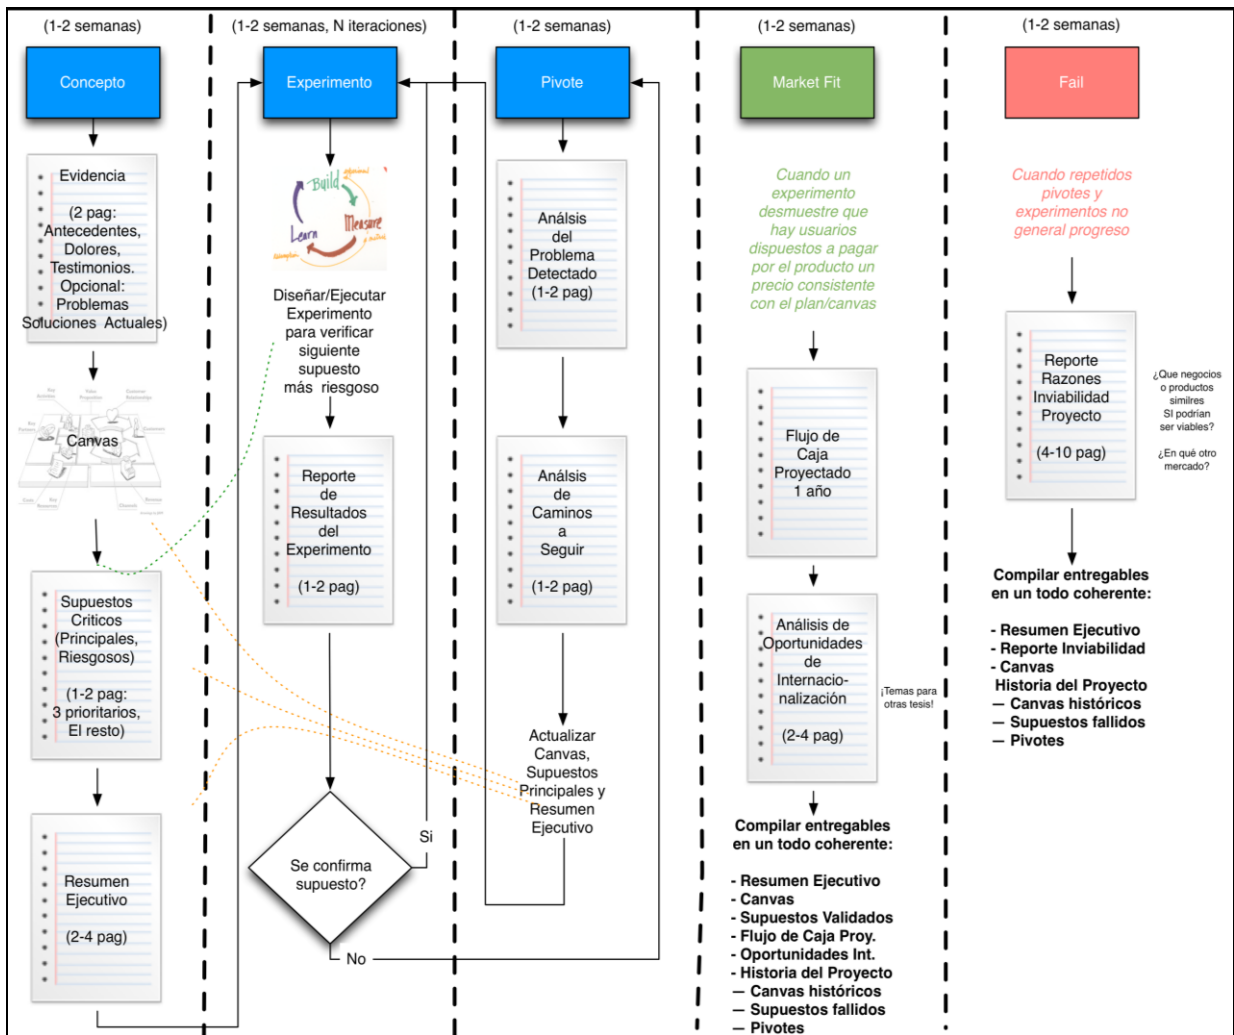 (1-2 semanas)
Concepto
Evidencia
(2 pag:
Antecedentes,
Dolores,
Testimonios.
Opcional:
Problemas
Soluciones Actuales)
Canvas
Supuestos
Criticos
(Principales,
Riesgosos)
(1-2 pag:
3 prioritarios,
El resto)
Resumen
Ejecutivo
(2-4 pag)
(1-2 semanas, N iteraciones)
Experimento
Build
Measure
Learn
Diseñar/Ejecutar
Experimento
para verificar
siguiente
supuesto
más riesgoso
Reporte
de
Resultados
del
Experimento
(1-2 pag)
Se confirma
supuesto?
Si
No
(1-2 semanas)
Pivote
Análsis
del
Problema
Detectado
(1-2 pag)
Análsis
de
Caminos
a
Seguir
(1-2 pag)
Actualizar
Canvas,
Supuestos
Principales y
Resumen
Ejecutivo
(1-2 semanas)
Market Fit
Cuando un
experimento
desmuestre que
hay usuarios
dispuestos a pagar
por el producto un
precio consistente
con el plan/canvas
Flujo de
Caja
Proyectado
1 año
Análisis de
Oportunidades
de
Internacio-
nalización
(2-4 pag)
¡Temas para
otras tesis!
Compilar entregables
en un todo coherente:
- Resumen Ejecutivo
- Canvas
- Supuestos Validados
- Flujo de Caja Proy.
- Oportunidades Int.
- Historia del Proyecto
— Canvas históricos
— Supuestos fallidos
— Pivotes
(1-2 semanas)
Fail
Cuando repetidos
pivotes y
experimentos no
general progreso
Reporte
Razones
Inviabilidad
Proyecto
(4-10 pag)
¿Que negocios
o productos
similres
SI podrían
ser viables?
¿En qué otro
mercado?
Compilar entregables
en un todo coherente:
- Resumen Ejecutivo
- Reporte Inviabilidad
- Canvas
Historia del Proyecto
— Canvas históricos
— Supuestos fallidos
— Pivotes